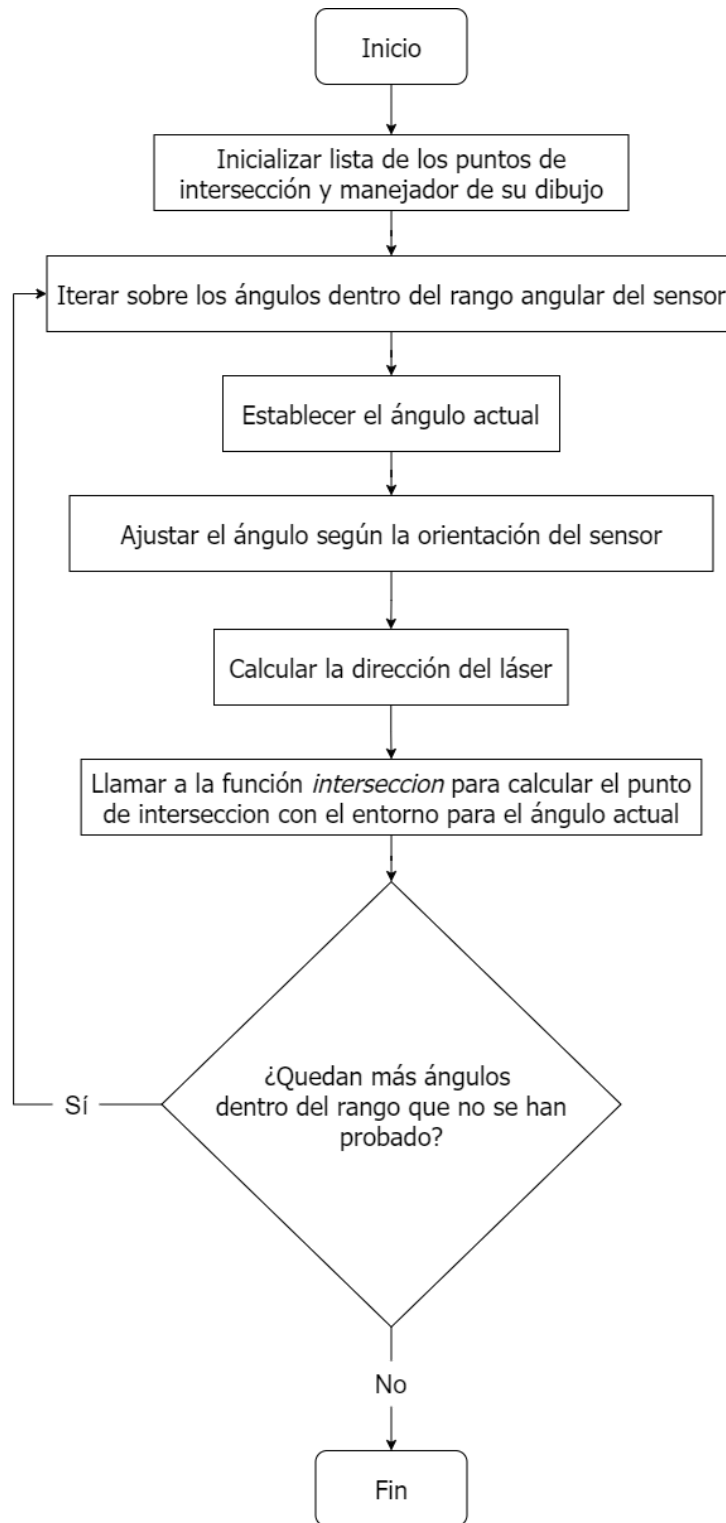 Inicio
Inicializar lista de los puntos de
intersección y manejador de su dibujo
Iterar sobre los ángulos dentro del rango angular del sensor
Establecer el ángulo actual
Ajustar el ángulo según la orientación del sensor
Calcular la dirección del láser
Llamar a la función interseccion para calcular el punto
de interseccion con el entorno para el ángulo actual
¿Quedan más ángulos
dentro del rango que no se han
probado?
Sí
No
Fin